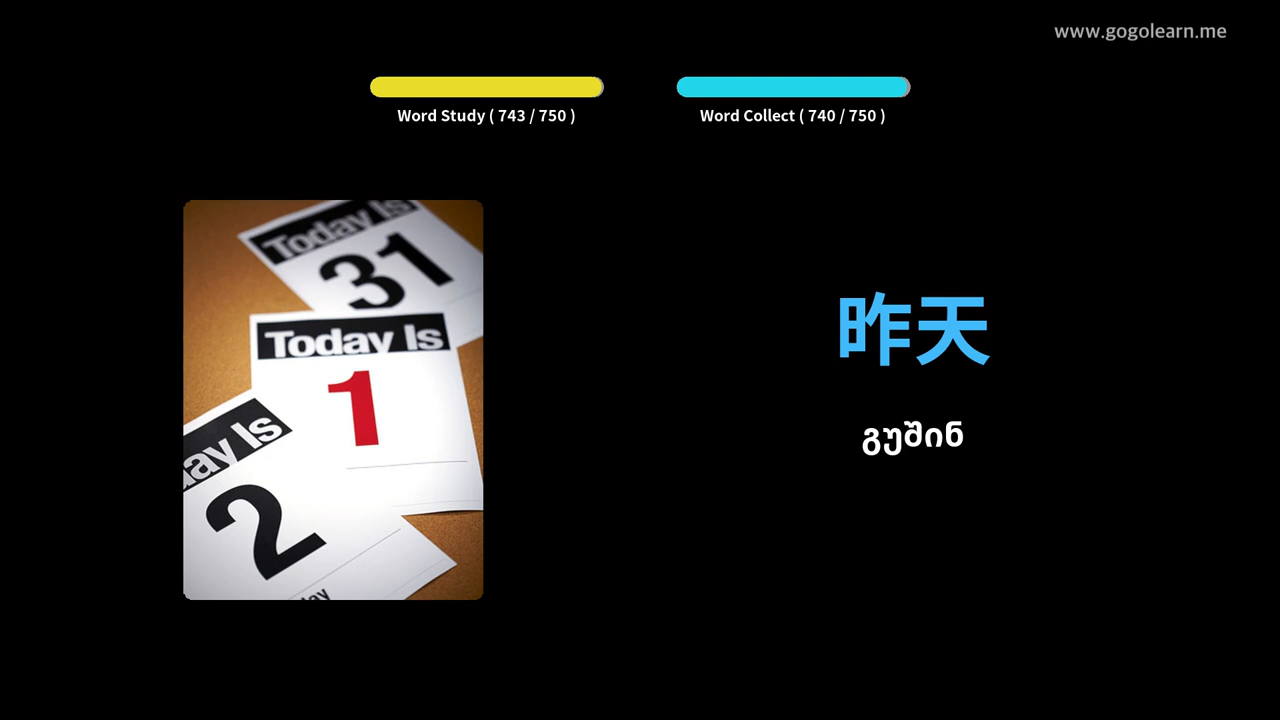 www.gogolearn.me
Word Study ( 743 / 750 )
Word Collect ( 740 / 750 )
Today Is
31
Today Is
1
ay Is
2
ay
昨天
გუშინ